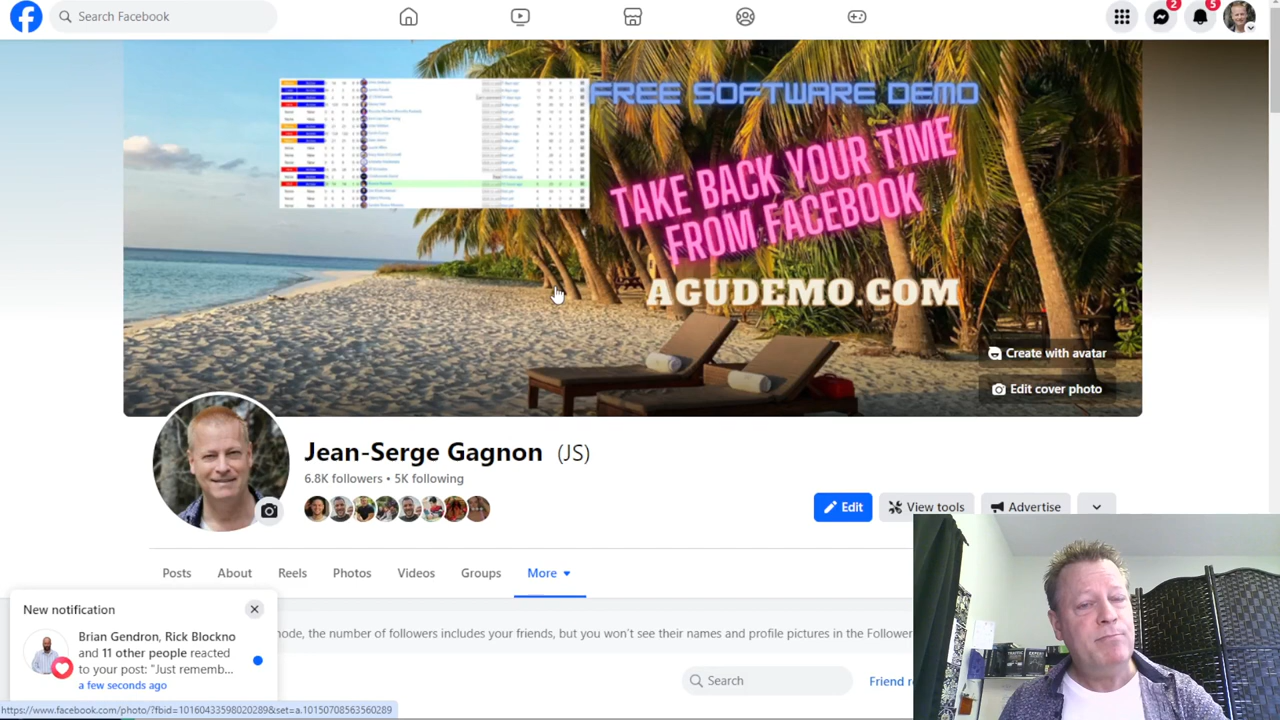 Search Facebook
2
5
FREE SOFTWARE DEMO
TAKE BACK YOUR TIME
FROM FACEBOOK
AGUDEMO.COM
Create with avatar
Edit cover photo
Jean-Serge Gagnon (JS)
6.8K followers • 5K following
Edit
View tools
Advertise
Posts
About
Reels
Photos
Videos
Groups
More
New notification
Brian Gendron, Rick Blockno
and 11 other people reacted
to your post: "Just rememb...
a few seconds ago
node, the number of followers includes your friends, but you won't see their names and profile pictures in the Follower
Search
Friend re
https://www.facebook.com/photo/?fbid=10160433598020289&set=a.10150708563560289